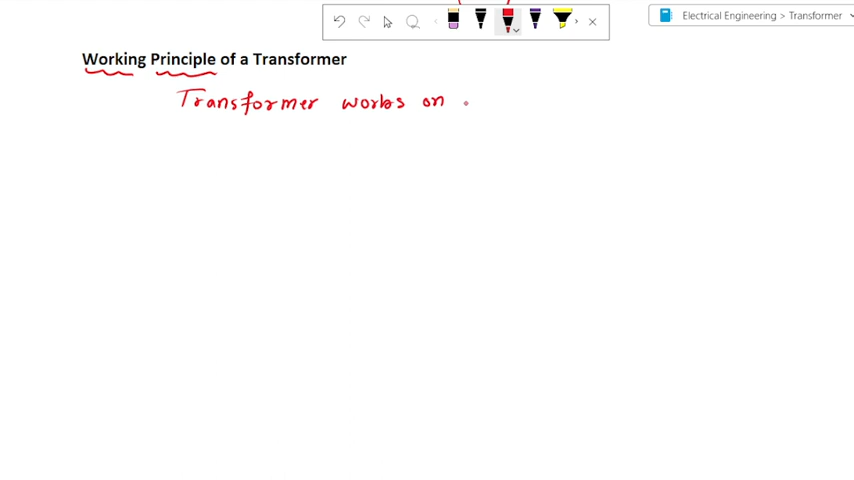 Electrical Engineering > Transformer
Working Principle of a Transformer
Transformer works on